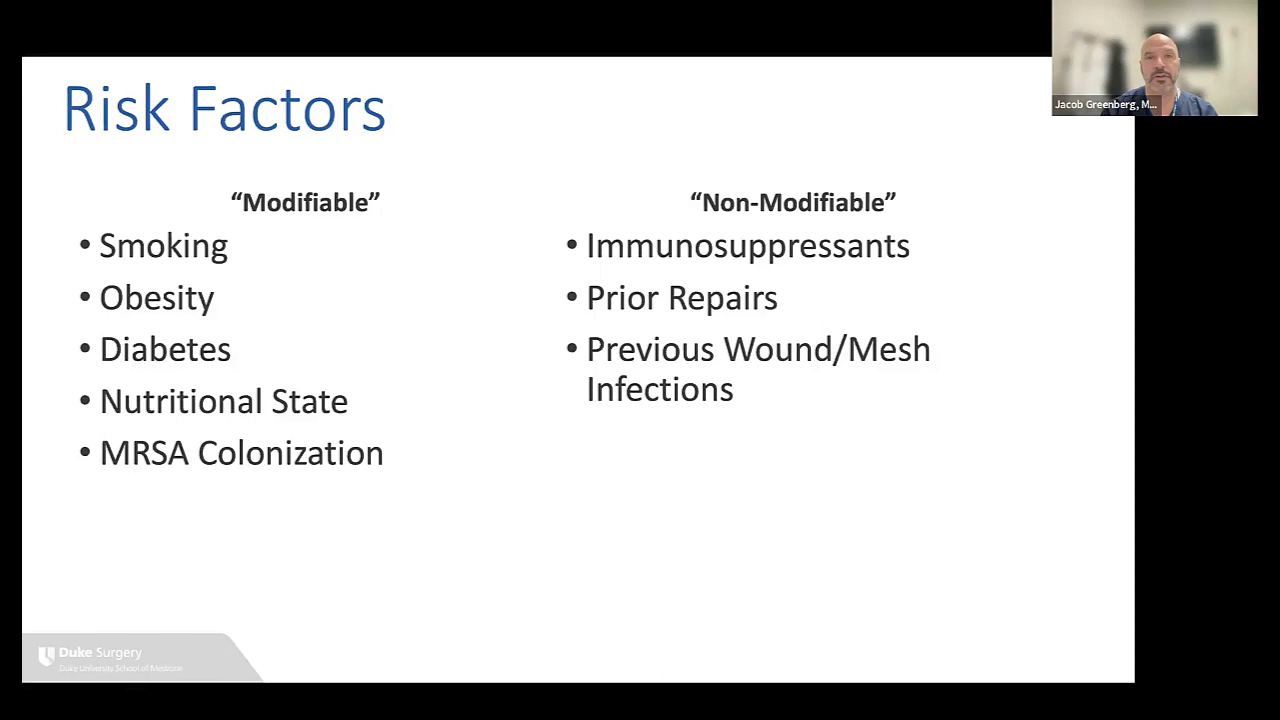 Risk Factors
“Modifiable”
• Smoking
• Obesity
• Diabetes
• Nutritional State
• MRSA Colonization
“Non-Modifiable”
• Immunosuppressants
• Prior Repairs
• Previous Wound/Mesh
Infections
Duke Surgery
Duke University School of Medicine
Jacob Greenberg, M...